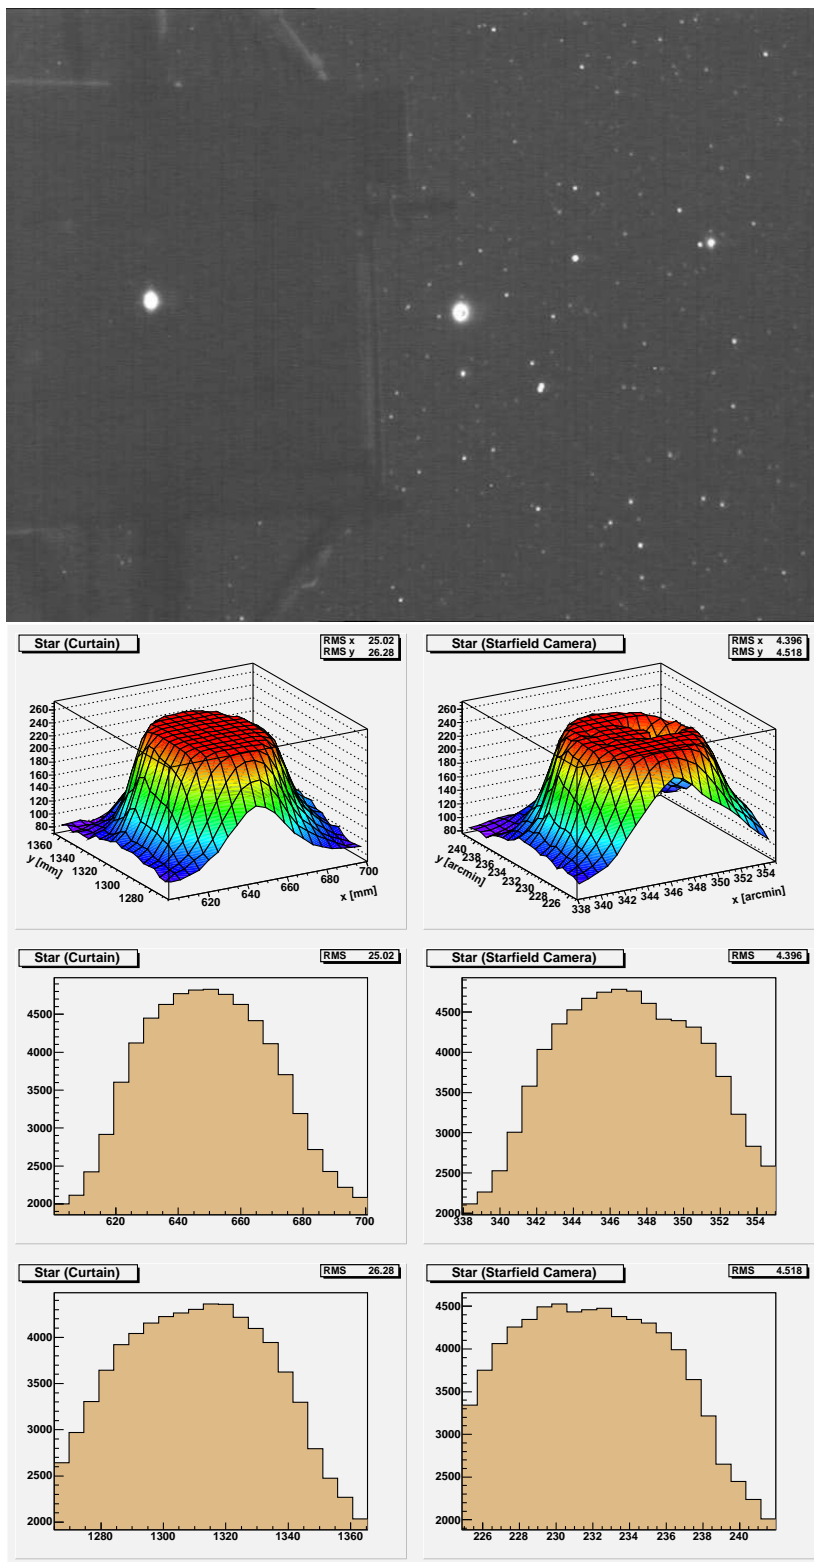 Star (Curtain)
RMS x 25.02
RMS y 26.28
260
240
220
200
180
160
140
120
100
80
1360
1340
1320
1300
1280
y [mm]
620
640
660
680
700
x [mm]
Star (Starfield Camera)
RMS x 4.396
RMS y 4.518
260
240
220
200
180
160
140
120
100
80
240
238
236
234
232
230
228
226
y [arcmin]
338 340 342 344 346 348 350 352 354
x [arcmin]
Star (Curtain)
RMS 25.02
4500
4000
3500
3000
2500
2000
620 640 660 680 700
Star (Starfield Camera)
RMS 4.396
4500
4000
3500
3000
2500
2000
338 340 342 344 346 348 350 352 354
Star (Curtain)
RMS 26.28
4000
3500
3000
2500
2000
1280 1300 1320 1340 1360
Star (Starfield Camera)
RMS 4.518
4500
4000
3500
3000
2500
2000
226 228 230 232 234 236 238 240